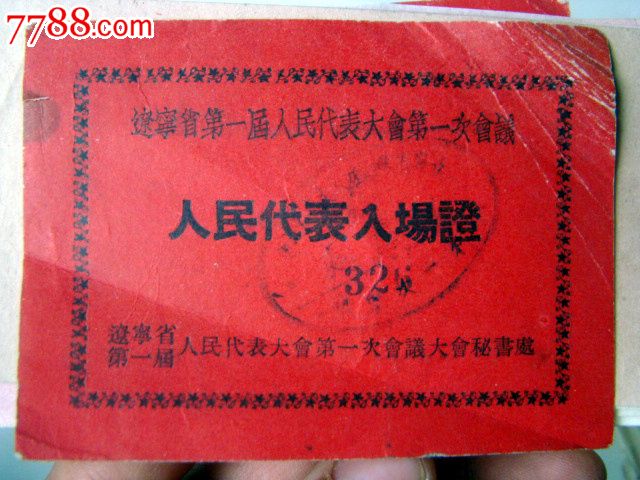 7788.com
遼寧省第一屆人民代表大會第一次會議
人民代表入場證
遼寧省第一屆人民代表大會第一次會議大會秘書處